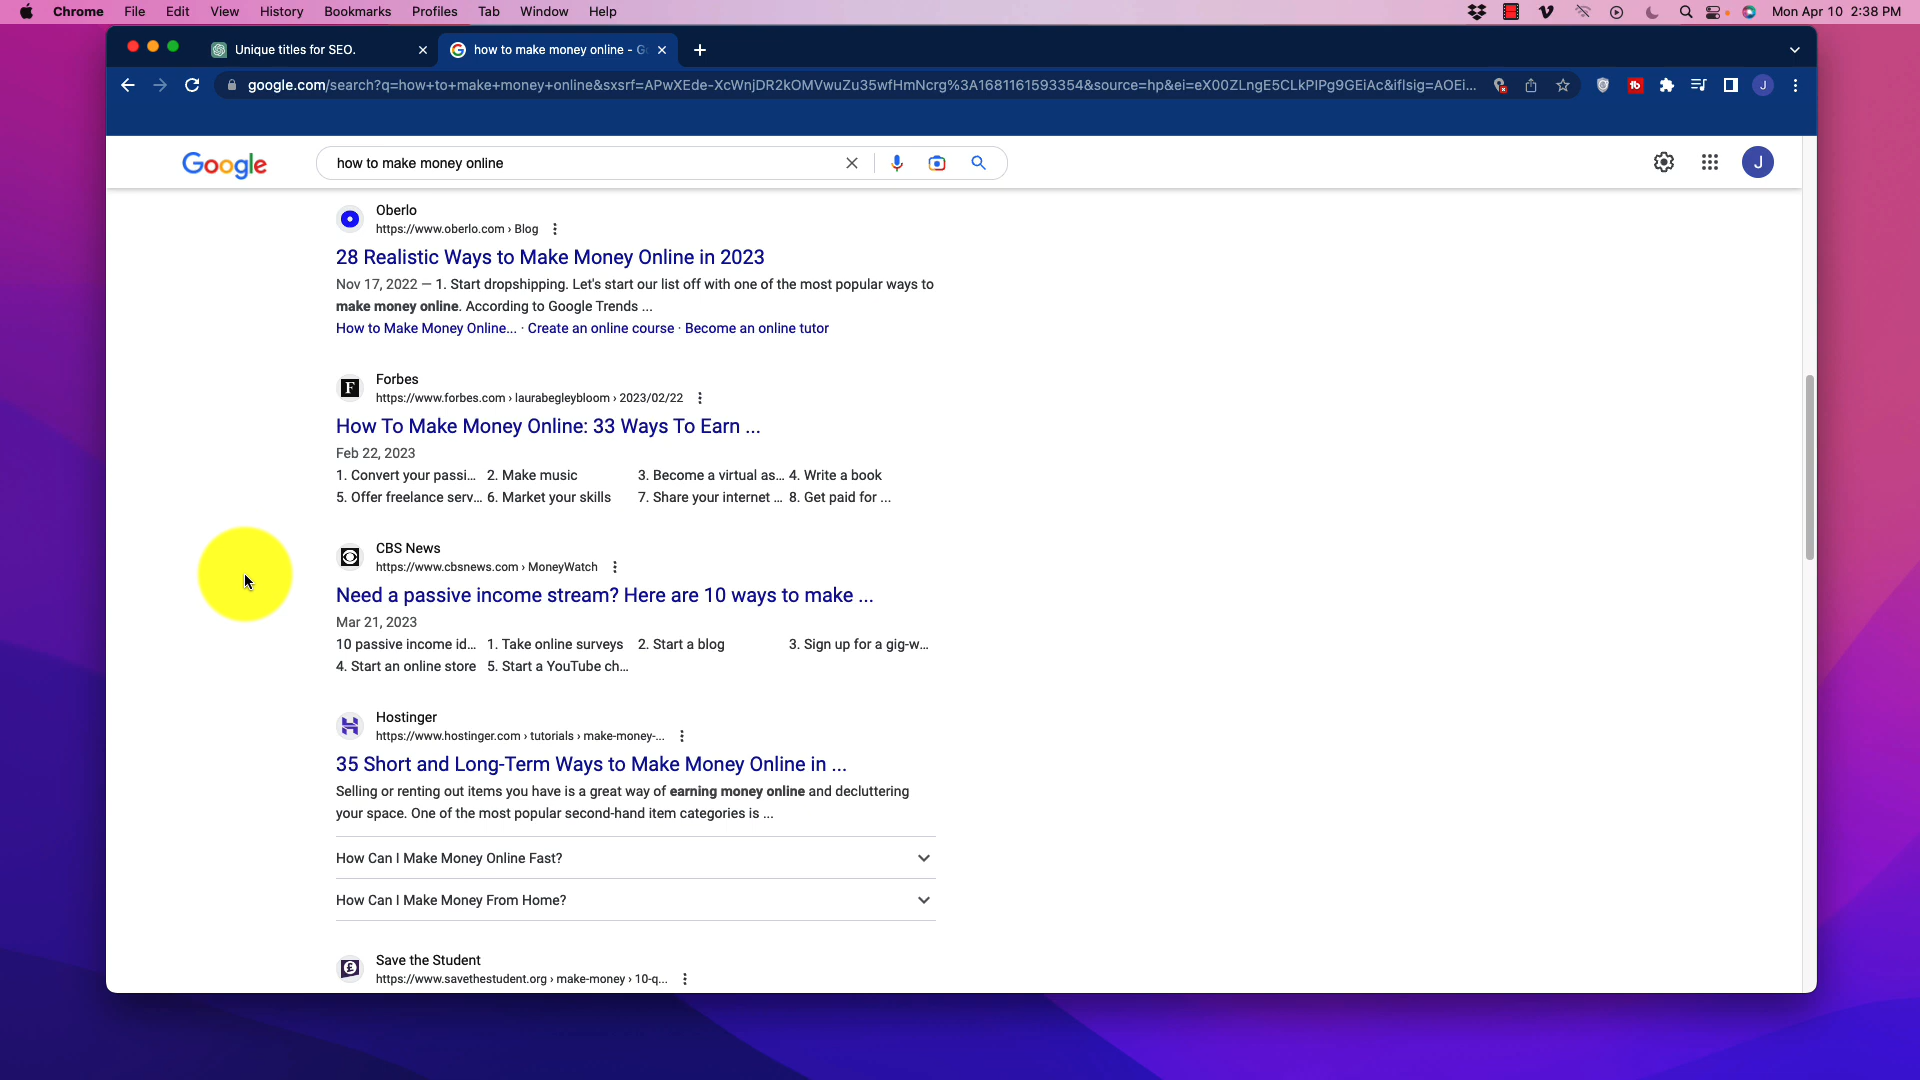 Chrome File Edit View History Bookmarks Profiles Tab Window Help Mon Apr 10 2:38 PM
Unique titles for SEO. how to make money online - G
google.com/search?q=how+to+make+money+online&sxsrf=APwXEde-XcWnjDR2kOMVwuZu35wfHmNcrg%3A1681161593354&source=hp&ei=eX00ZLngE5CLkPIPg9GEiAc&iflsig=AOEi...
Google how to make money online J
Oberlo
https://www.oberlo.com › Blog
28 Realistic Ways to Make Money Online in 2023
Nov 17, 2022 — 1. Start dropshipping. Let's start our list off with one of the most popular ways to
make money online. According to Google Trends ...
How to Make Money Online... · Create an online course · Become an online tutor
Forbes
https://www.forbes.com › laurabegleybloom › 2023/02/22
How To Make Money Online: 33 Ways To Earn ...
Feb 22, 2023
1. Convert your passi... 2. Make music 3. Become a virtual as... 4. Write a book
5. Offer freelance serv... 6. Market your skills 7. Share your internet ... 8. Get paid for ...
CBS News
https://www.cbsnews.com › MoneyWatch
Need a passive income stream? Here are 10 ways to make ...
Mar 21, 2023
10 passive income id... 1. Take online surveys 2. Start a blog 3. Sign up for a gig-w...
4. Start an online store 5. Start a YouTube ch...
Hostinger
https://www.hostinger.com › tutorials › make-money-...
35 Short and Long-Term Ways to Make Money Online in ...
Selling or renting out items you have is a great way of earning money online and decluttering
your space. One of the most popular second-hand item categories is ...
How Can I Make Money Online Fast?
How Can I Make Money From Home?
Save the Student
https://www.savethestudent.org › make-money › 10-q...